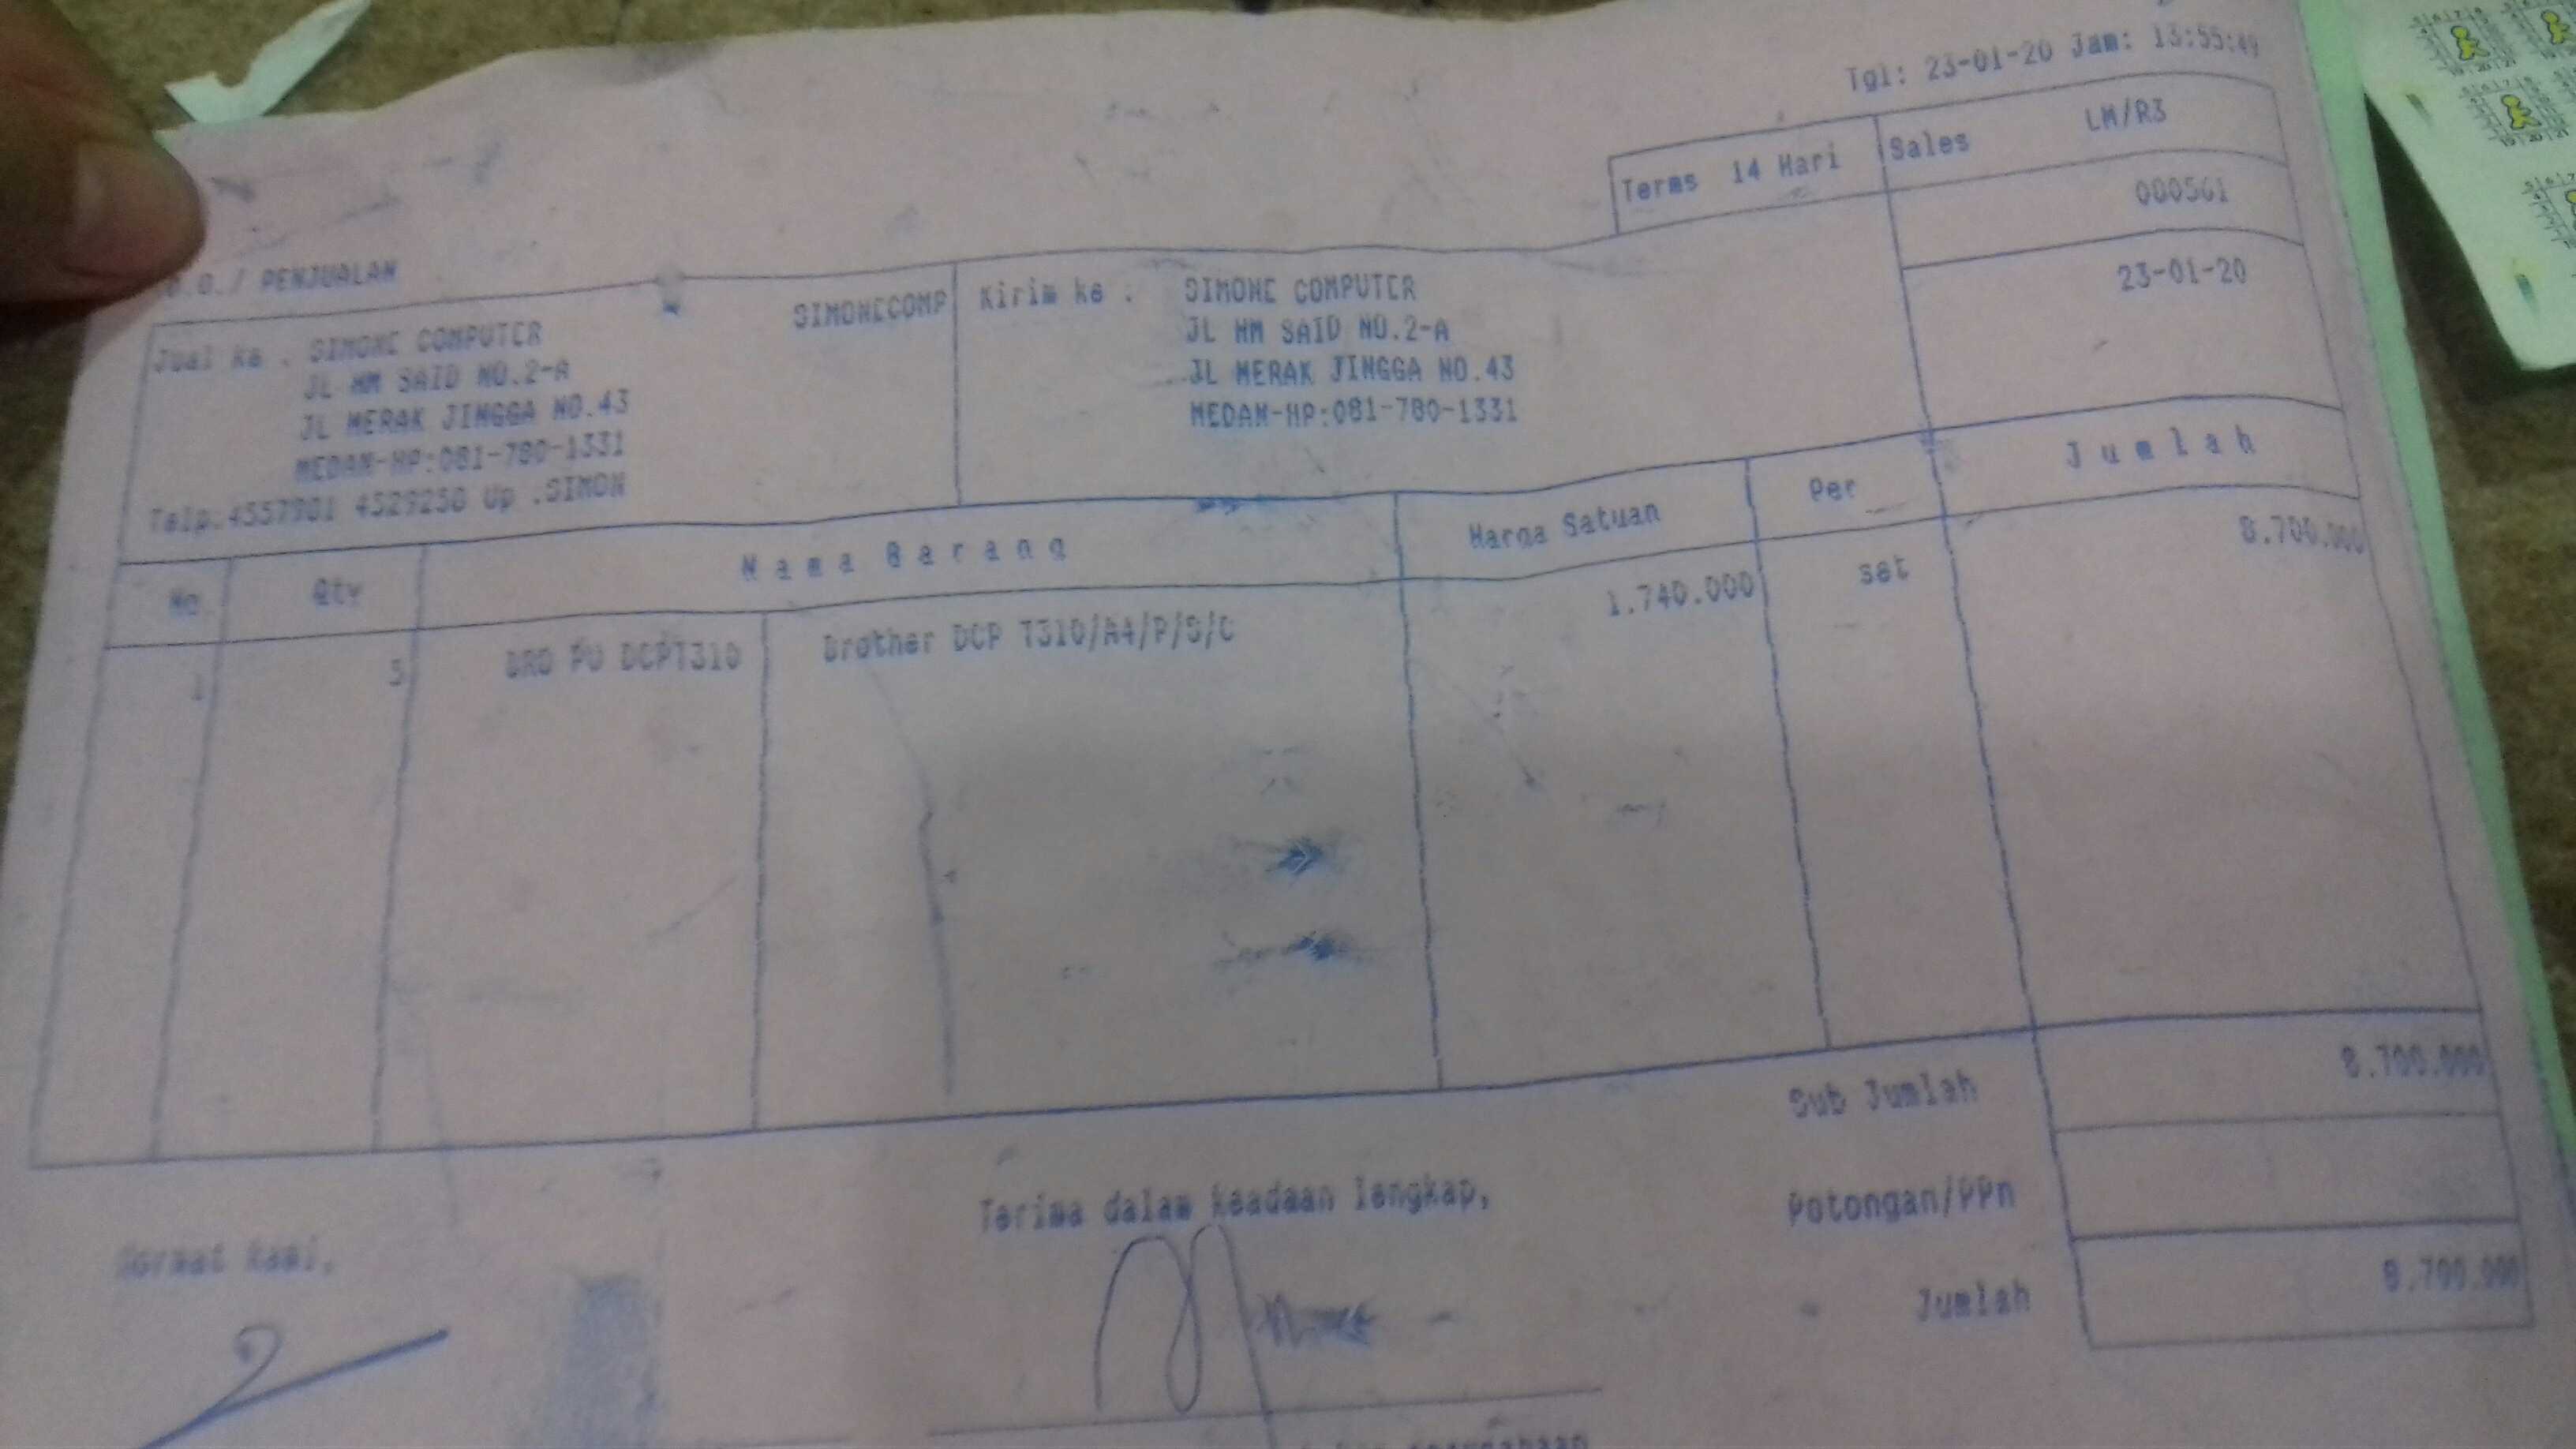 Tgl: 23-01-20 Jam: 13:55:49
Terms 14 Hari Sales LM/R3
000561
23-01-20
D.O./ PENJUALAN
Jual ke . SIMONE COMPUTER SIMONECOMP
JL HM SAID NO.2-A
JL MERAK JINGGA NO.43
MEDAN-HP:081-780-1331
Telp.4557901 4529258 Up .SIMON
Kirim ke . SIMONE COMPUTER
JL HM SAID NO.2-A
JL MERAK JINGGA NO.43
MEDAN-HP:081-780-1331
No. Qty Nama Barang Harga Satuan Per Jumlah
1 5 BRO PU DCPT310 Brother DCP T310/A4/P/S/C 1.740.000 set 8.700.000
Sub Jumlah 8.700.000
Potongan/PPn
Jumlah 8.700.000
Hormat Kami,
Terima dalam keadaan lengkap,